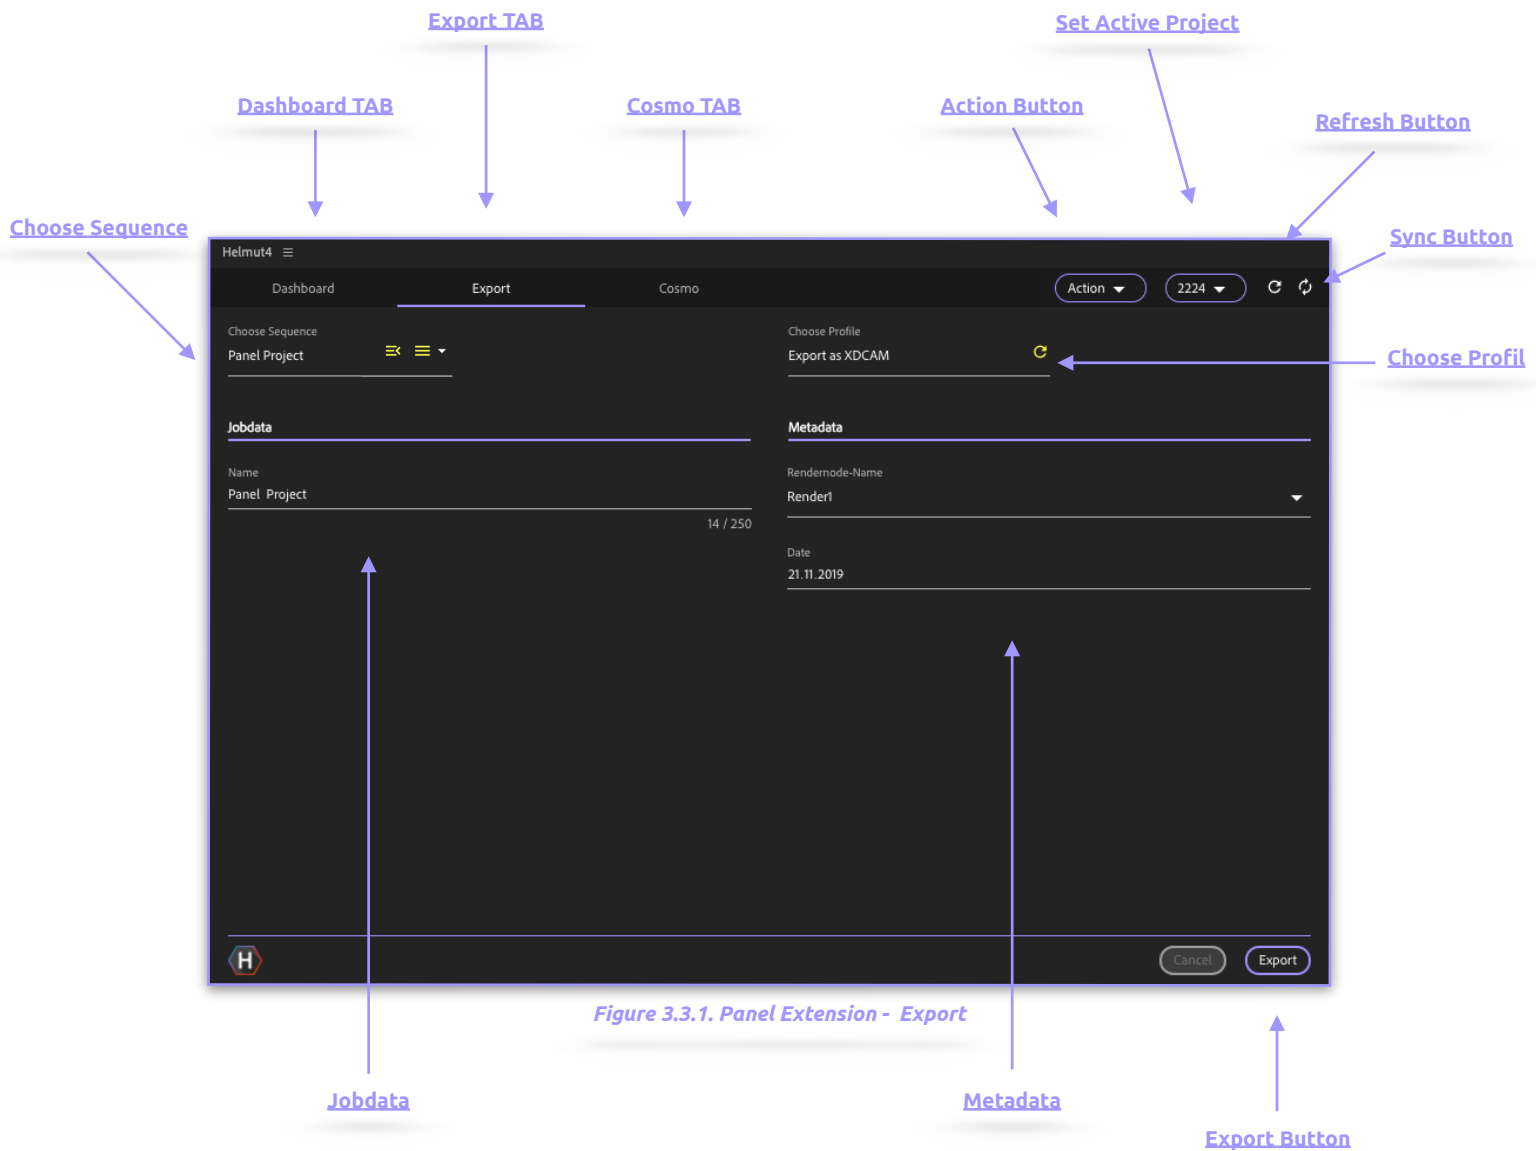 Export TAB
Set Active Project
Dashboard TAB
Cosmo TAB
Action Button
Refresh Button
Choose Sequence
Sync Button
Helmut4
Dashboard
Export
Cosmo
Action
2224
Choose Sequence
Panel Project
Choose Profile
Export as XDCAM
Choose Profil
Jobdata
Metadata
Name
Panel  Project
14 / 250
Rendernode-Name
Render1
Date
21.11.2019
H
Cancel
Export
Figure 3.3.1. Panel Extension -  Export
Jobdata
Metadata
Export Button